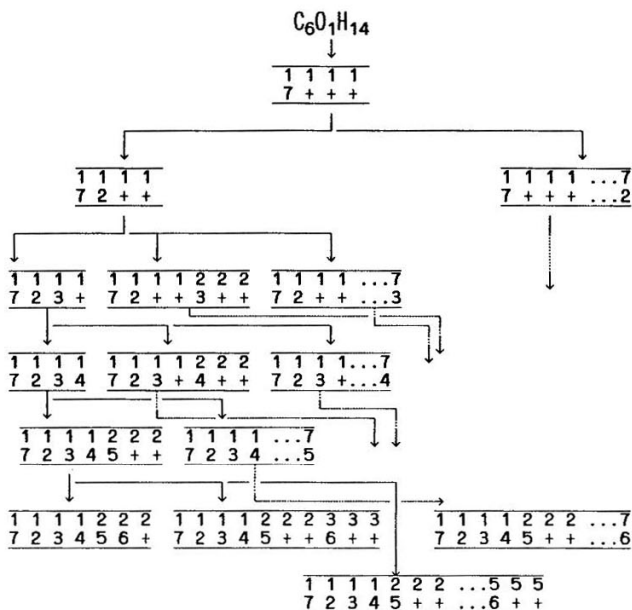 C₆O₁H₁₄
1 1 1 1
7 + + +
1 1 1 1
7 2 + +
1 1 1 1 ...7
7 + + + ...2
1 1 1 1
7 2 3 +
1 1 1 1 2 2 2
7 2 + + 3 + +
1 1 1 1 ...7
7 2 + + ...3
1 1 1 1
7 2 3 4
1 1 1 1 2 2 2
7 2 3 + 4 + +
1 1 1 1...7
7 2 3 +...4
1 1 1 1 2 2 2
7 2 3 4 5 + +
1 1 1 1 ...7
7 2 3 4 ...5
1 1 1 1 2 2 2
7 2 3 4 5 6 +
1 1 1 1 2 2 2 3 3 3
7 2 3 4 5 + + 6 + +
1 1 1 1 2 2 2 ...7
7 2 3 4 5 + + ...6
1 1 1 1 2 2 2 ...5 5 5
7 2 3 4 5 + + ...6 + +